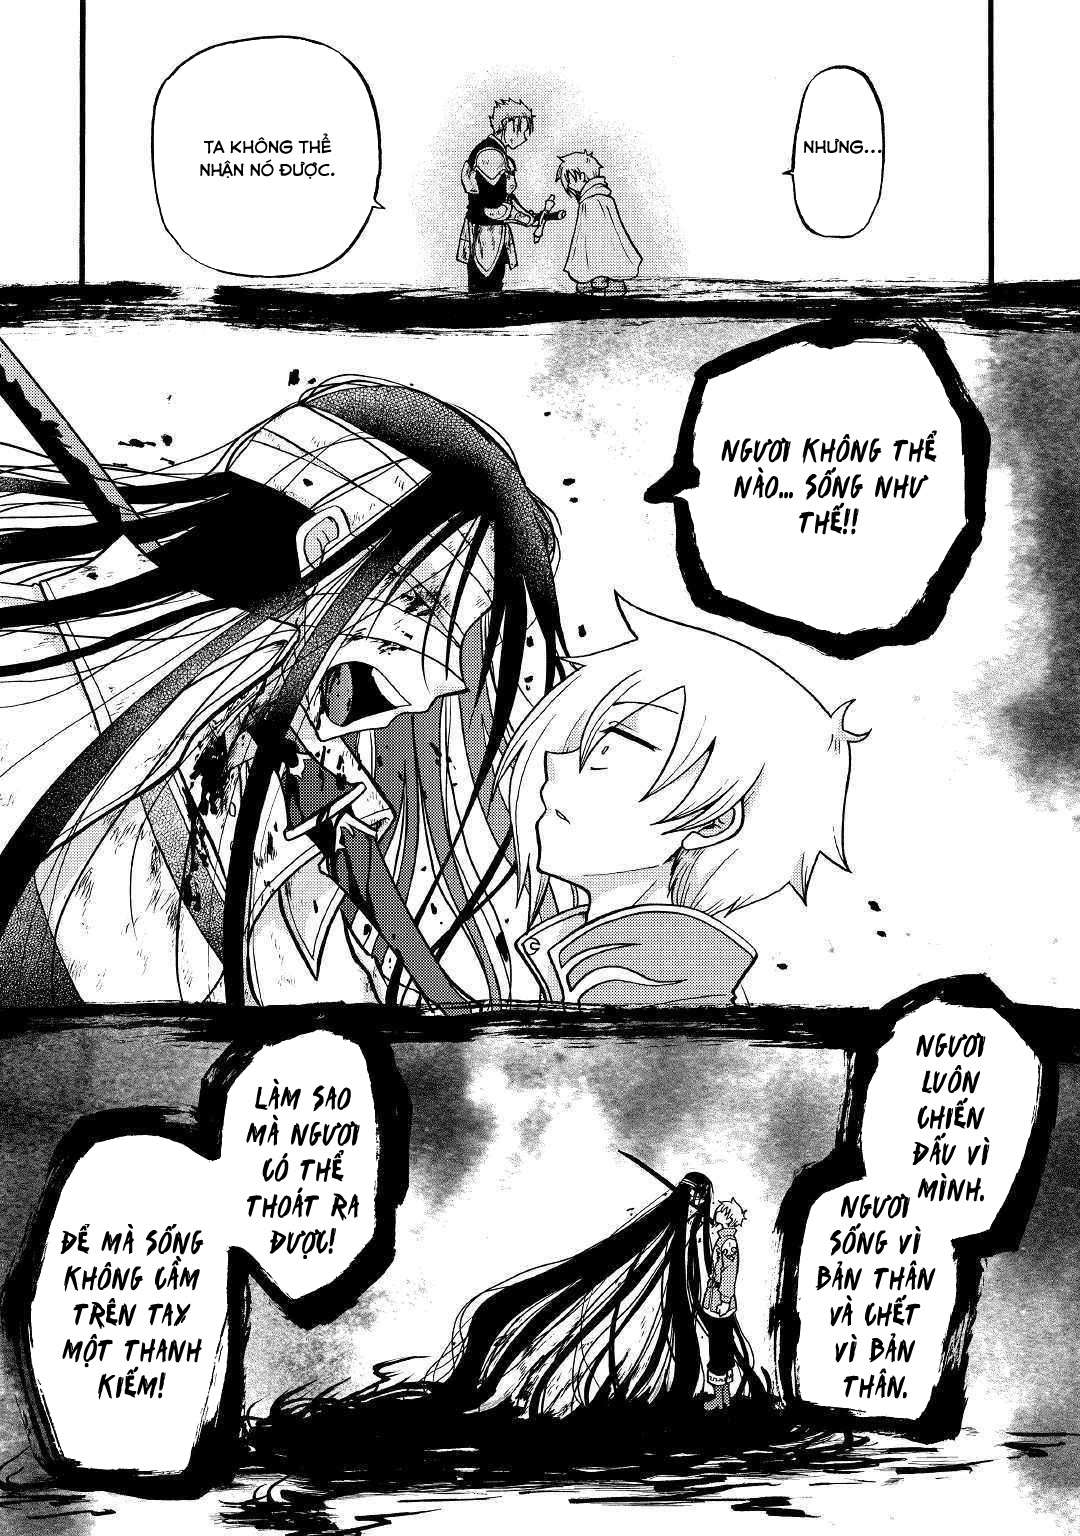 NHƯNG...
TA KHÔNG THỂ
NHẬN NÓ ĐƯỢC.
NGƯƠI KHÔNG THỂ
NÀO... SỐNG NHƯ
THẾ!!
NGƯƠI
LUÔN
CHIẾN
ĐẤU VÌ
MÌNH.
NGƯƠI
SỐNG VÌ
BẢN THÂN
VÀ CHẾT
VÌ BẢN
THÂN.
LÀM SAO
MÀ NGƯƠI
CÓ THỂ
THOÁT RA
ĐƯỢC!
ĐỂ MÀ SỐNG
KHÔNG CẦM
TRÊN TAY
MỘT THANH
KIẾM!